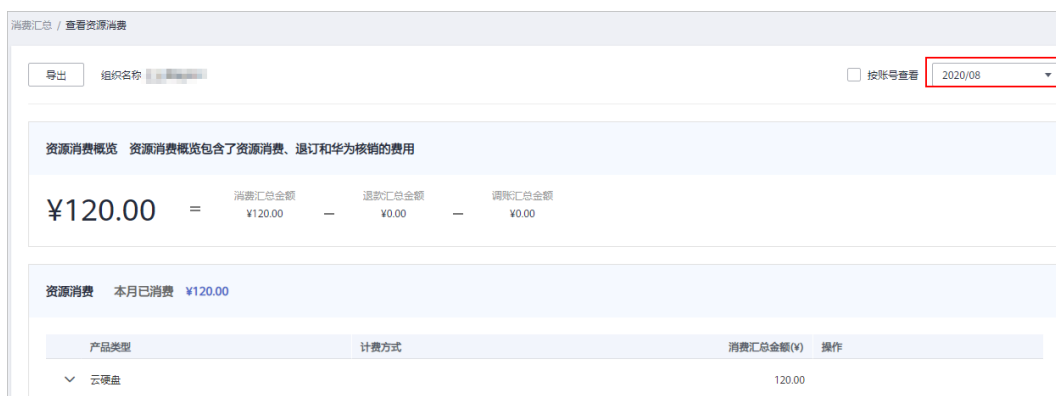 消费汇总 / 查看资源消费
导出 组织名称 按账号查看 2020/08
资源消费概览 资源消费概览包含了资源消费、退订和华为核销的费用
消费汇总金额 退款汇总金额 调账汇总金额
¥120.00 = ¥120.00 — ¥0.00 — ¥0.00
资源消费 本月已消费 ¥120.00
产品类型 计费方式 消费汇总金额(¥) 操作
云硬盘 120.00